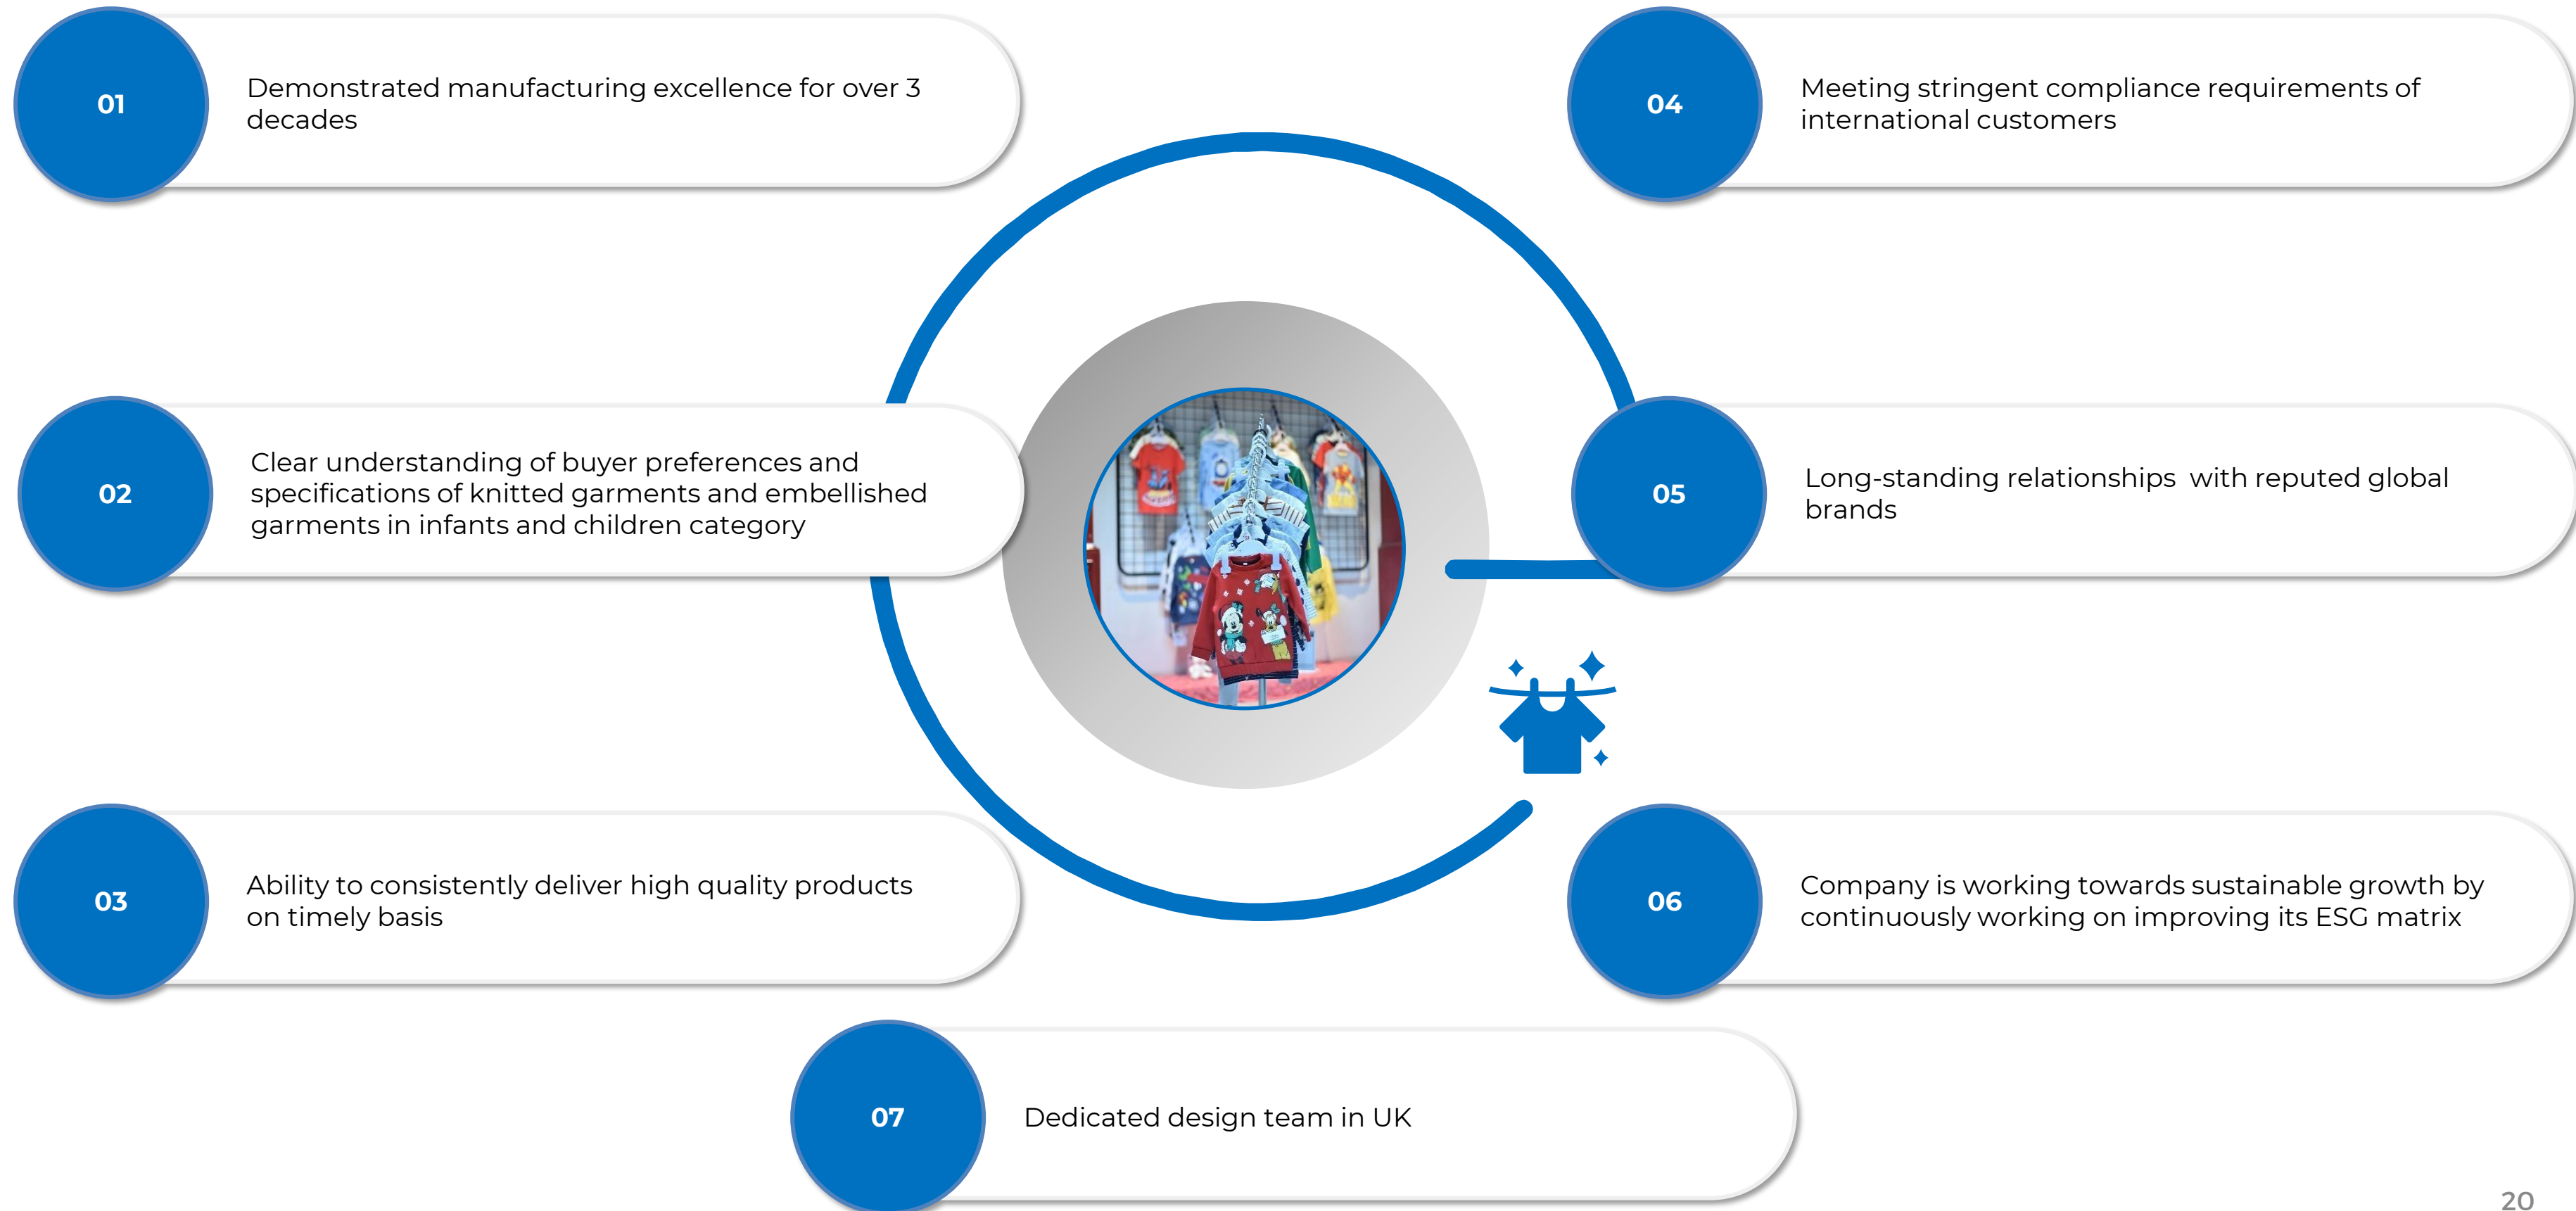 01
Demonstrated manufacturing excellence for over 3
decades
02
Clear understanding of buyer preferences and
specifications of knitted garments and embellished
garments in infants and children category
03
Ability to consistently deliver high quality products
on timely basis
04
Meeting stringent compliance requirements of
international customers
05
Long-standing relationships  with reputed global
brands
06
Company is working towards sustainable growth by
continuously working on improving its ESG matrix
07
Dedicated design team in UK
20